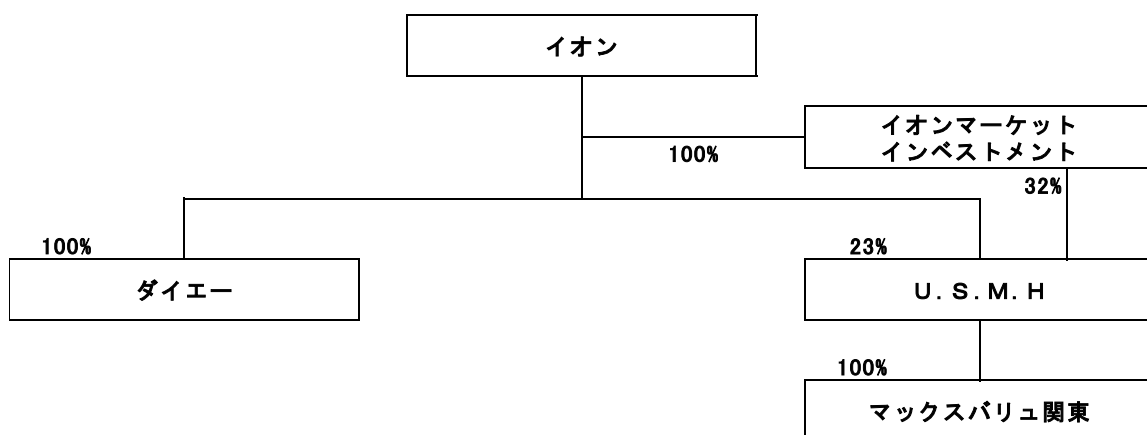 イオン
イオンマーケット
インベストメント
100%
32%
100%
23%
ダイエー
U.S.M.H
100%
マックスバリュ関東